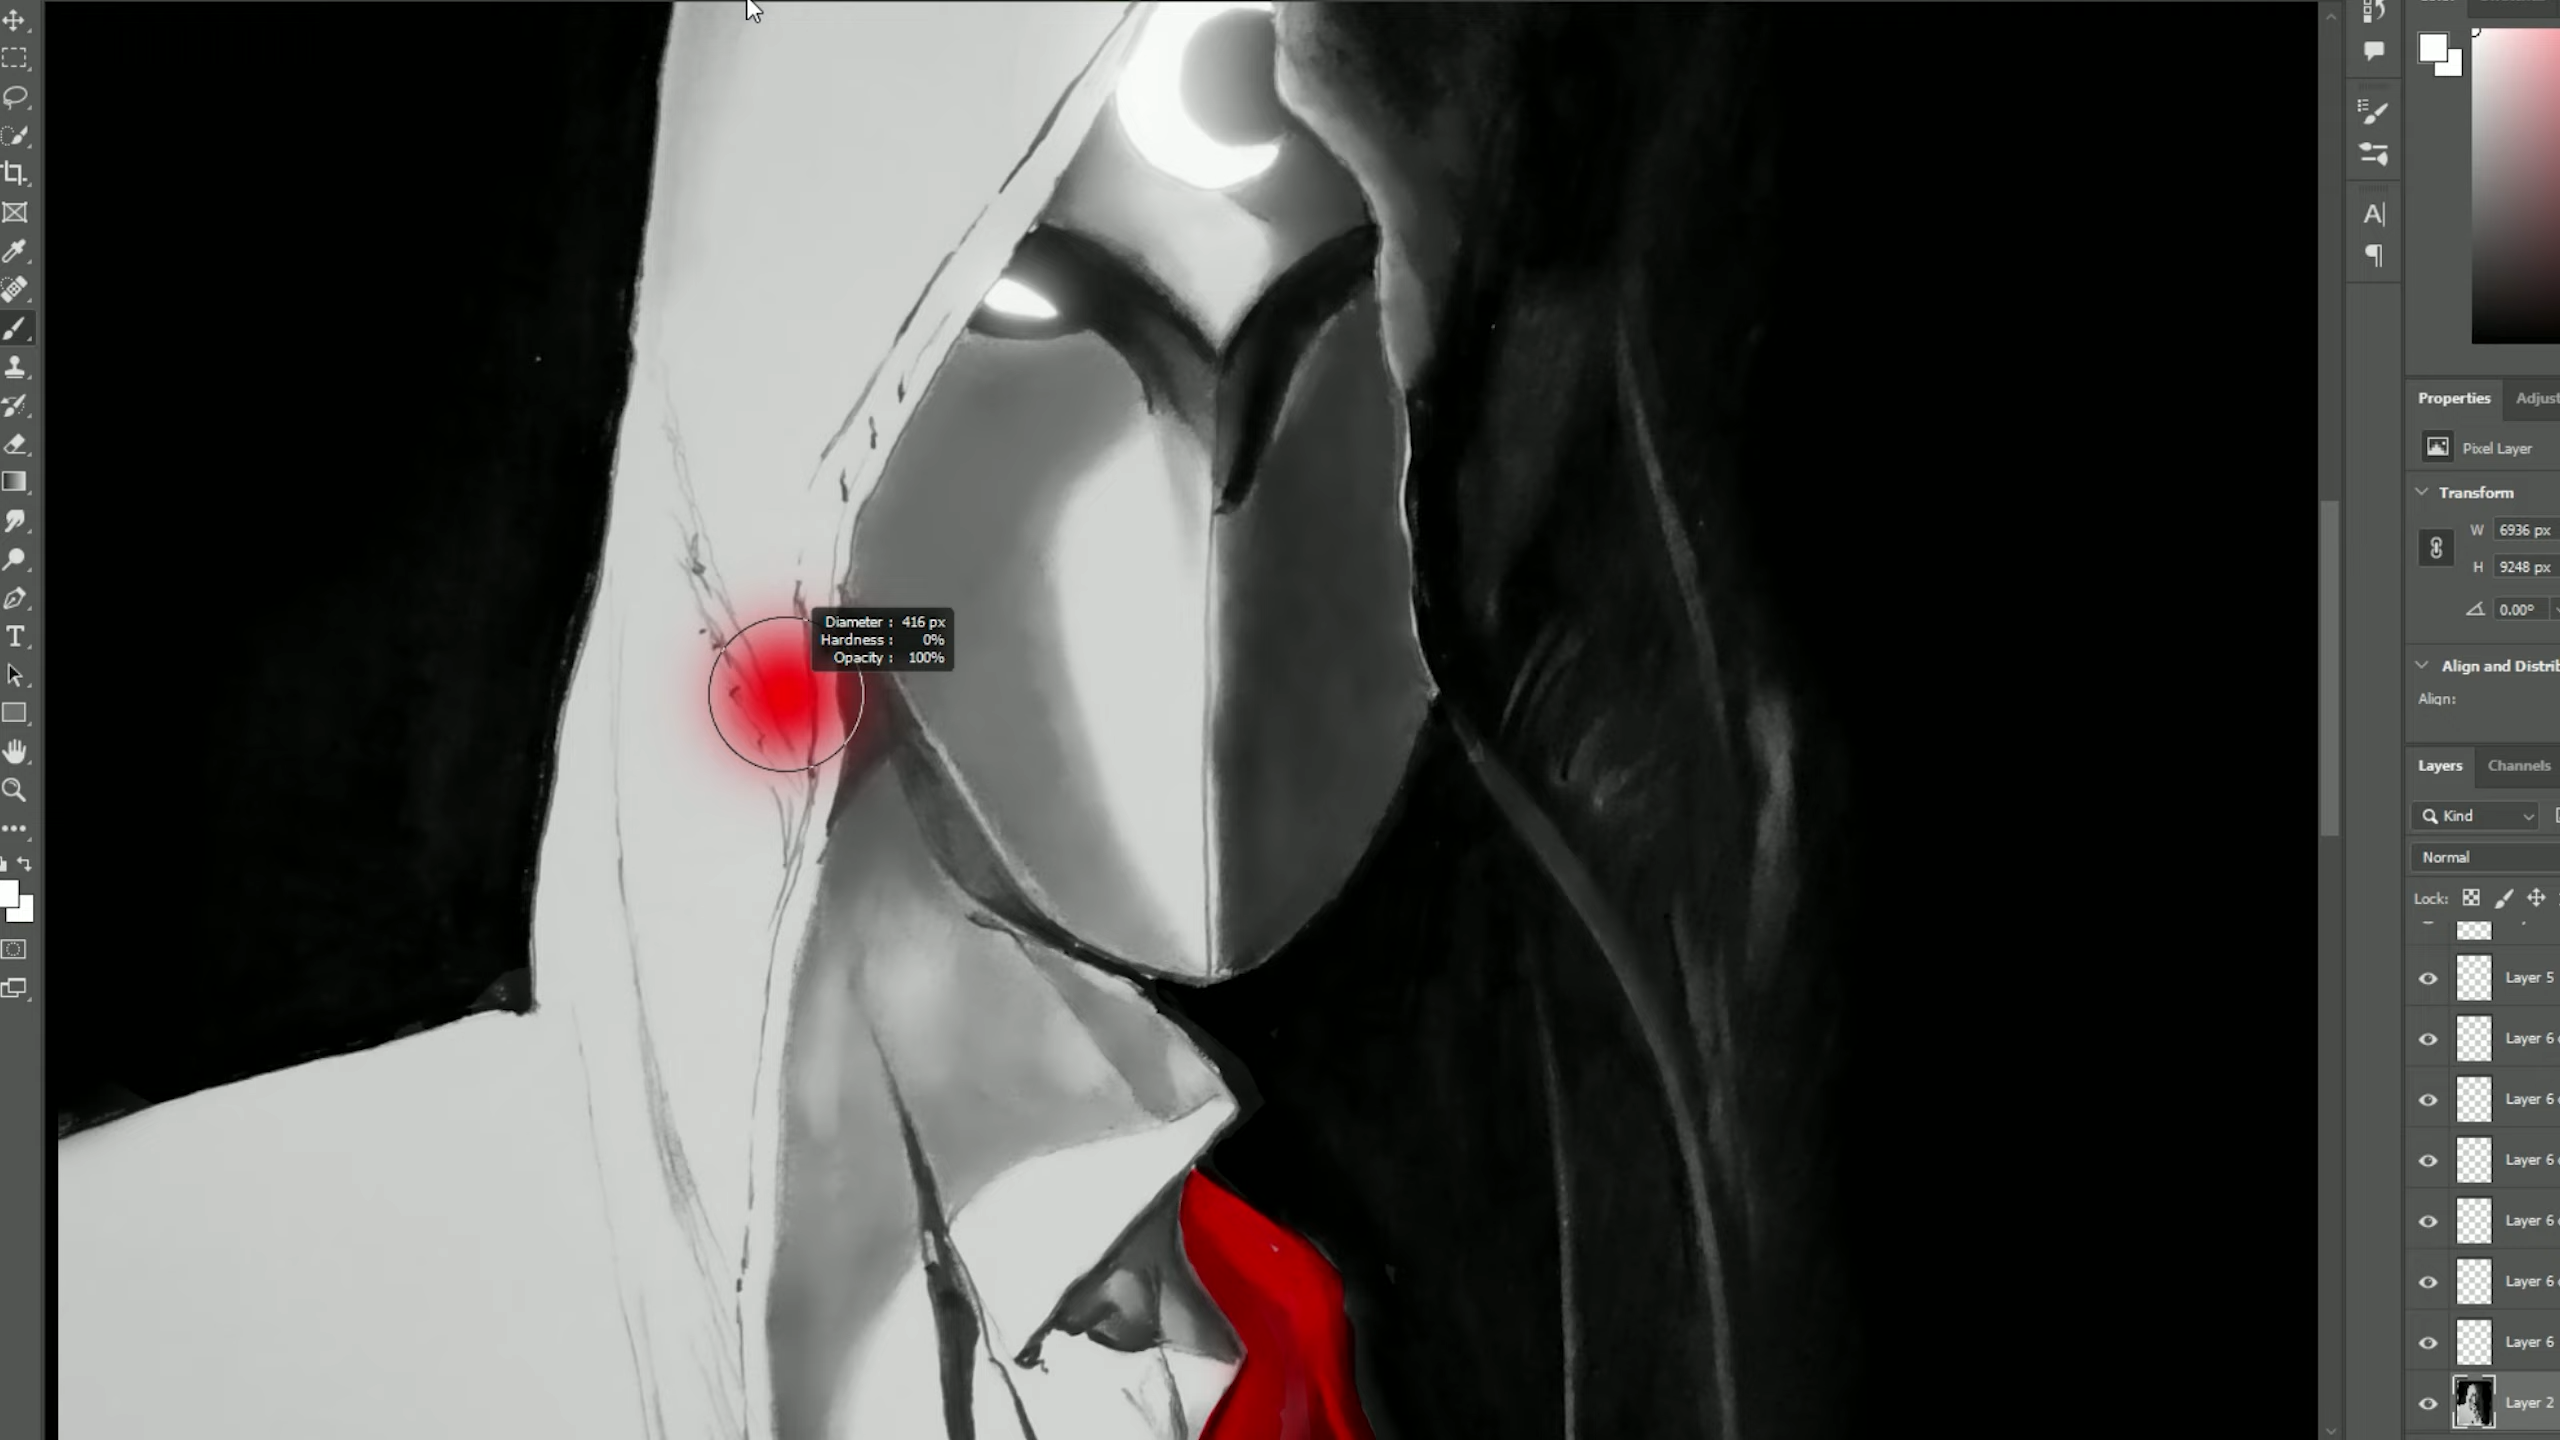 Diameter : 416 px
Hardness : 0%
Opacity : 100%
Properties Adjust
Pixel Layer
Transform
W 6936 px
H 9248 px
0.00°
Align and Distrib
Align:
Layers Channels
Kind
Normal
Lock:
Layer 5
Layer 6
Layer 6
Layer 6
Layer 6
Layer 6
Layer 6
Layer 2